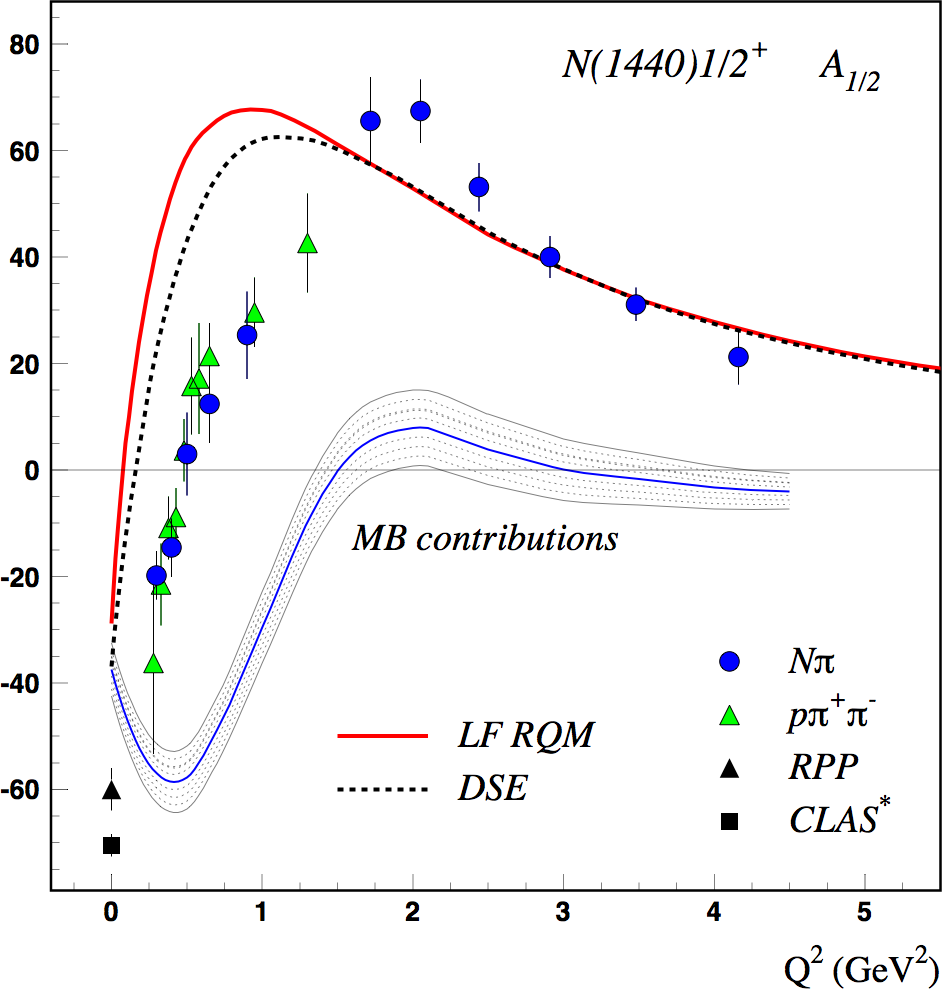 N(1440)1/2⁺ A₁/₂
80
60
40
20
0
-20
-40
-60
MB contributions
Nπ
pπ⁺π⁻
RPP
CLAS*
LF RQM
DSE
0 1 2 3 4 5
Q² (GeV²)